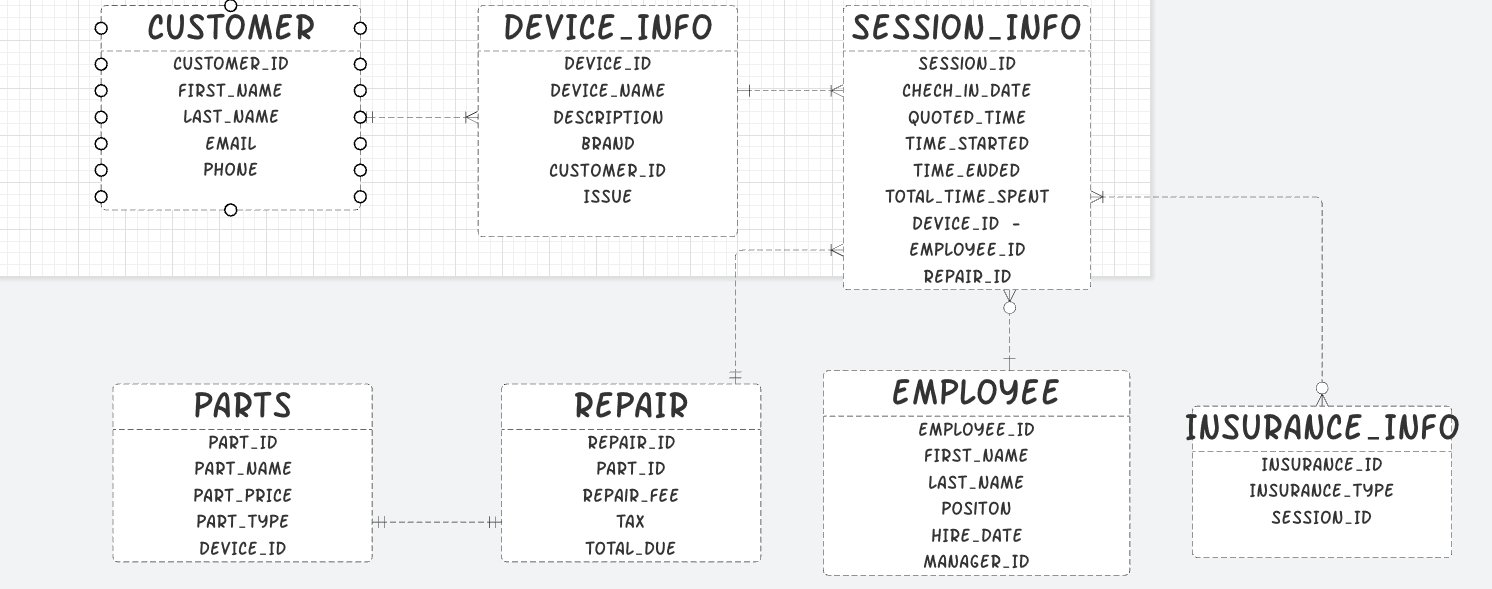 CUSTOMER
CUSTOMER_ID
FIRST_NAME
LAST_NAME
EMAIL
PHONE
DEVICE_INFO
DEVICE_ID
DEVICE_NAME
DESCRIPTION
BRAND
CUSTOMER_ID
ISSUE
SESSION_INFO
SESSION_ID
CHECH_IN_DATE
QUOTED_TIME
TIME_STARTED
TIME_ENDED
TOTAL_TIME_SPENT
DEVICE_ID -
EMPLOYEE_ID
REPAIR_ID
PARTS
PART_ID
PART_NAME
PART_PRICE
PART_TYPE
DEVICE_ID
REPAIR
REPAIR_ID
PART_ID
REPAIR_FEE
TAX
TOTAL_DUE
EMPLOYEE
EMPLOYEE_ID
FIRST_NAME
LAST_NAME
POSITON
HIRE_DATE
MANAGER_ID
INSURANCE_INFO
INSURANCE_ID
INSURANCE_TYPE
SESSION_ID